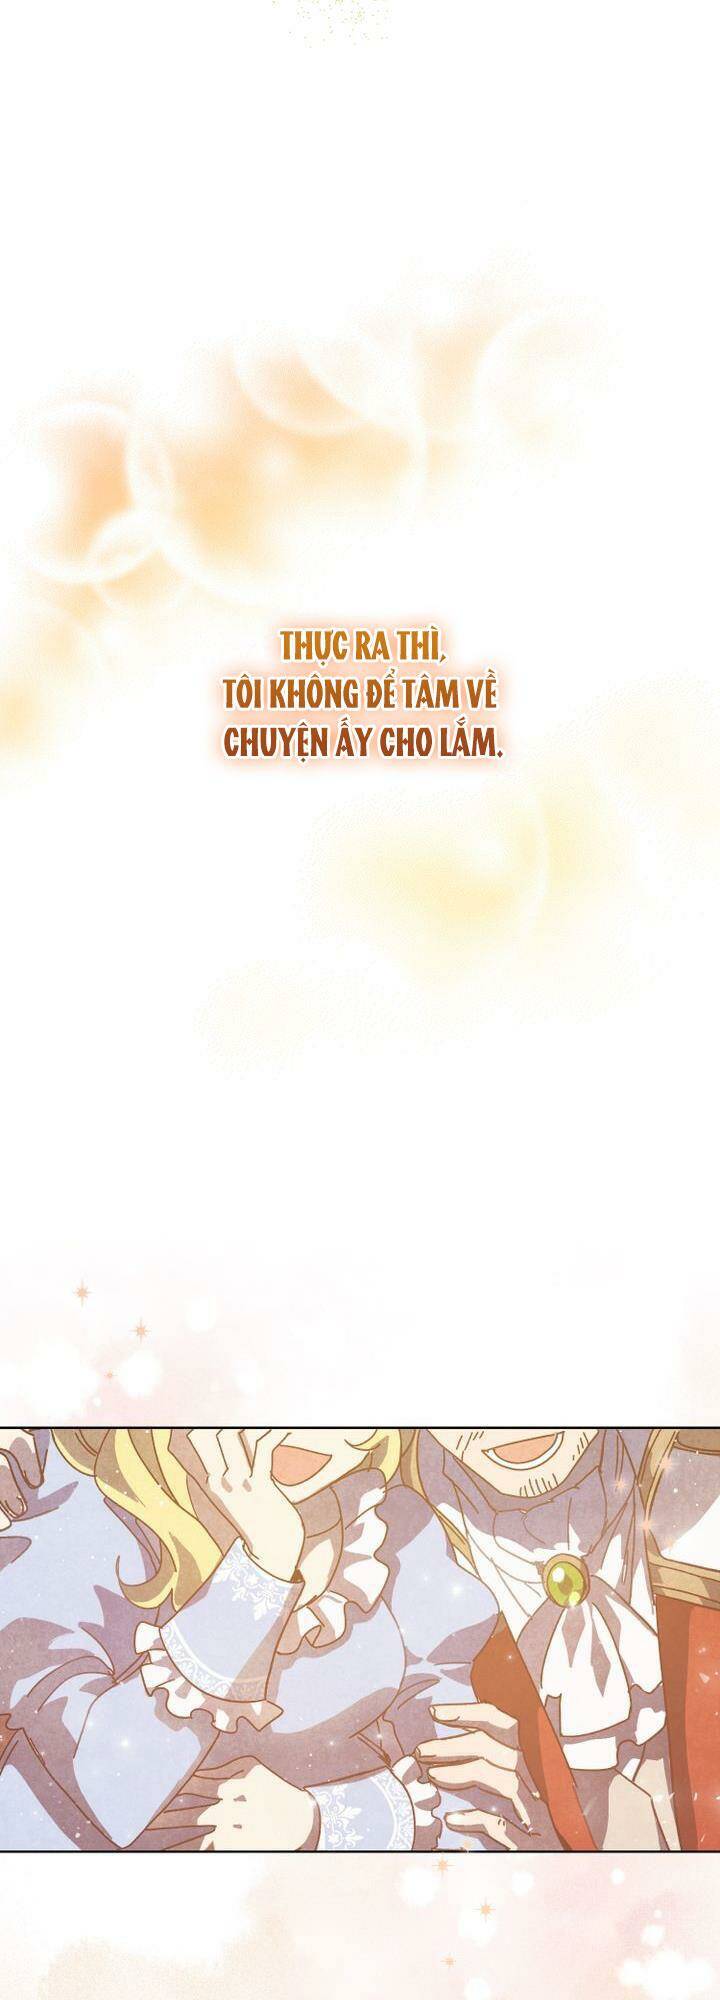 THỰC RA THÌ,
TÔI KHÔNG ĐỂ TÂM VỀ
CHUYỆN ẤY CHO LẮM.